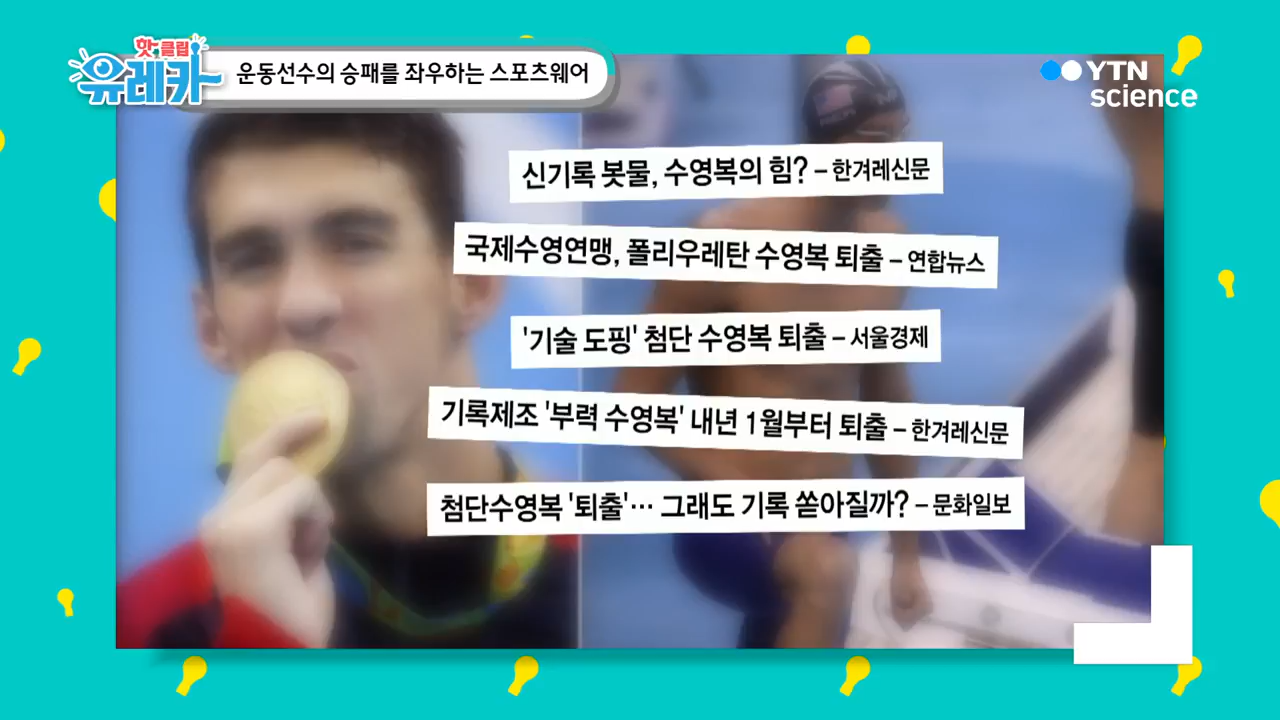 핫클립
유레카
운동선수의 승패를 좌우하는 스포츠웨어
YTN
science
신기록 봇물, 수영복의 힘? – 한겨레신문
국제수영연맹, 폴리우레탄 수영복 퇴출 – 연합뉴스
'기술 도핑' 첨단 수영복 퇴출 – 서울경제
기록제조 '부력 수영복' 내년 1월부터 퇴출 – 한겨레신문
첨단수영복 '퇴출'··· 그래도 기록 쏟아질까? – 문화일보